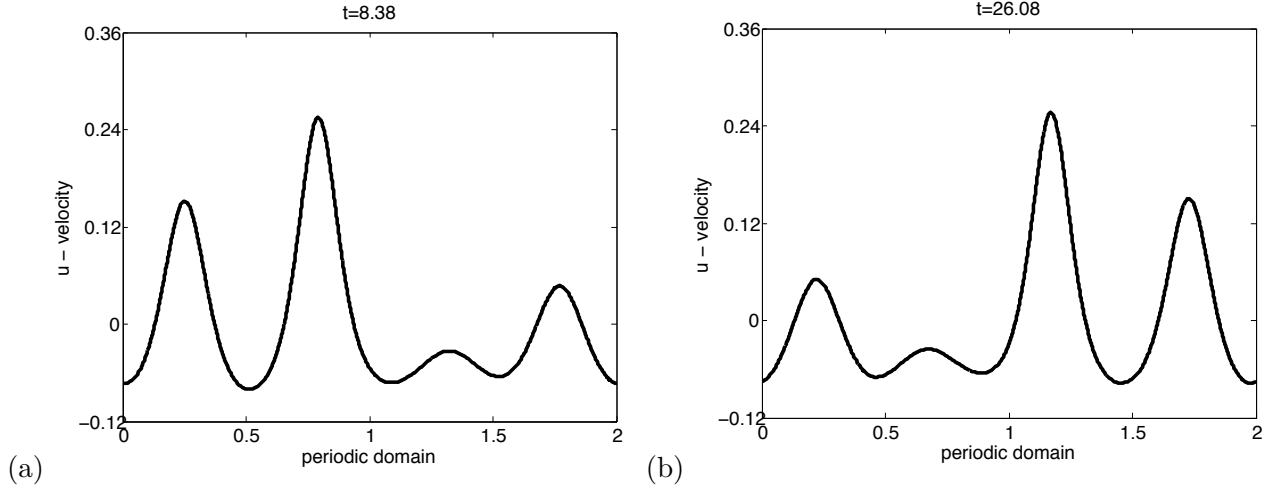 t=8.38
0.36
0.24
0.12
0
−0.12
u − velocity
0 0.5 1 1.5 2
periodic domain
(a)
t=26.08
0.36
0.24
0.12
0
−0.12
u − velocity
0 0.5 1 1.5 2
periodic domain
(b)